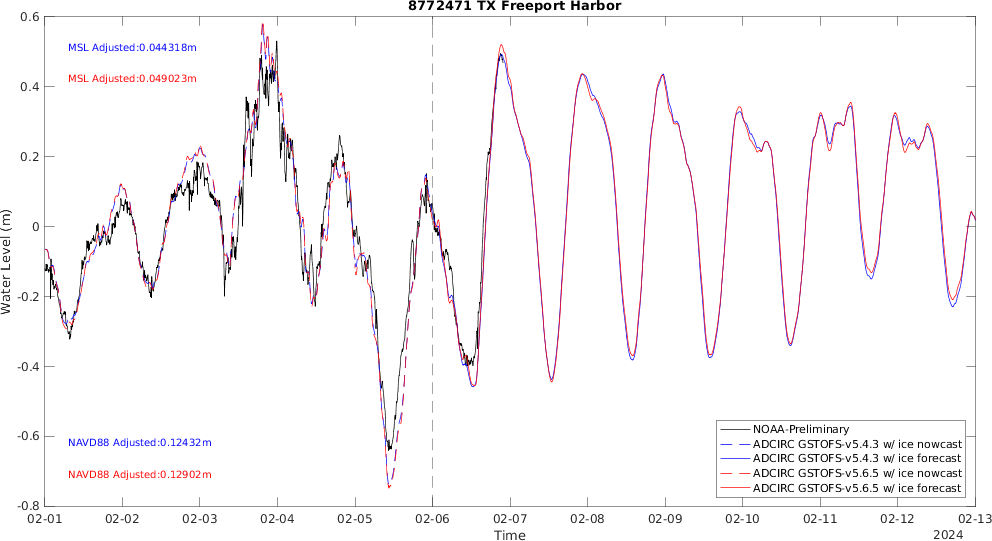 8772471 TX Freeport Harbor
0.6
MSL Adjusted:0.044318m
MSL Adjusted:0.049023m
0.4
0.2
0
-0.2
-0.4
-0.6
-0.8
Water Level (m)
NAVD88 Adjusted:0.12432m
NAVD88 Adjusted:0.12902m
NOAA-Preliminary
ADCIRC GSTOFS-v5.4.3 w/ ice nowcast
ADCIRC GSTOFS-v5.4.3 w/ ice forecast
ADCIRC GSTOFS-v5.6.5 w/ ice nowcast
ADCIRC GSTOFS-v5.6.5 w/ ice forecast
02-01 02-02 02-03 02-04 02-05 02-06 02-07 02-08 02-09 02-10 02-11 02-12 02-13
Time
2024